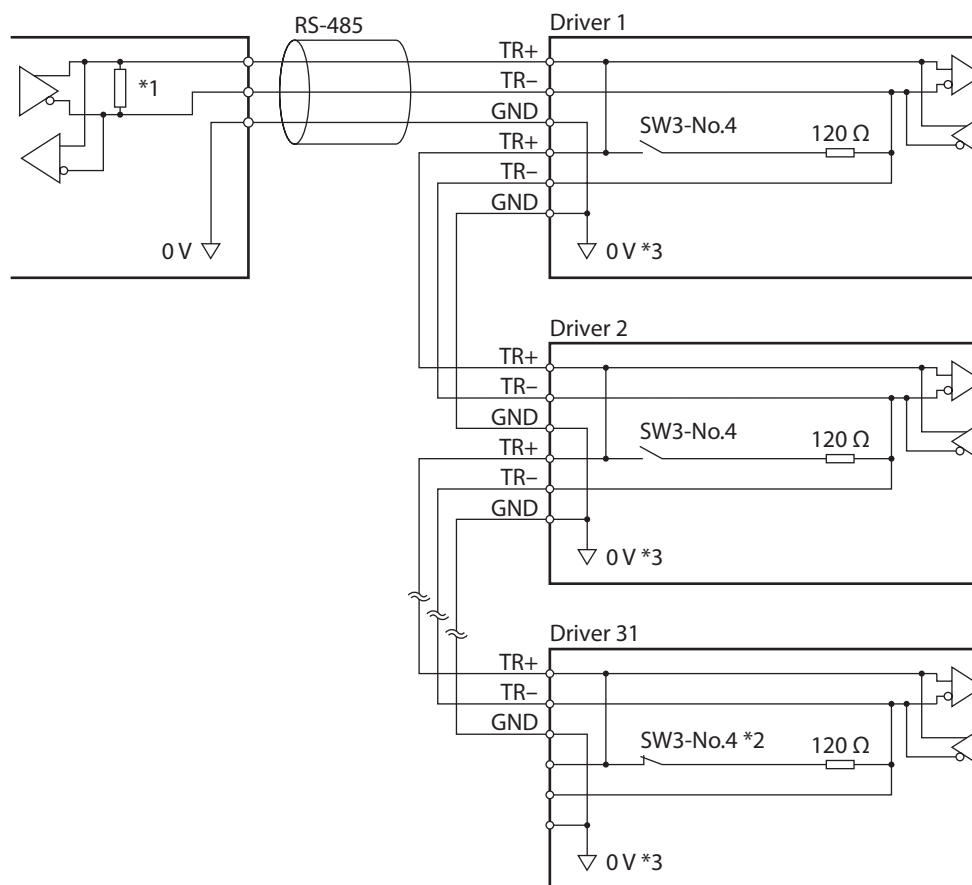 RS-485
*1
0 V
Driver 1
TR+
TR–
GND
TR+
TR–
GND
SW3-No.4
120 Ω
0 V *3
Driver 2
TR+
TR–
GND
TR+
TR–
GND
SW3-No.4
120 Ω
0 V *3
Driver 31
TR+
TR–
GND
SW3-No.4 *2
120 Ω
0 V *3